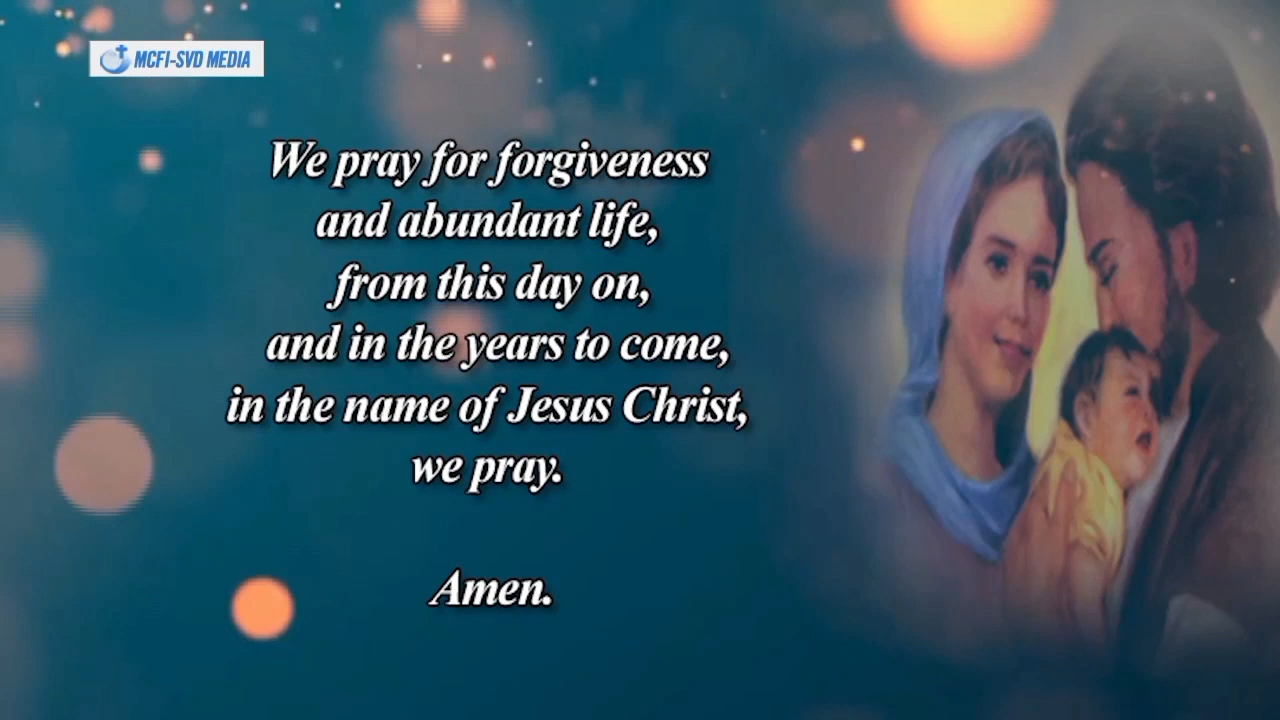 MCFI-SVD MEDIA
We pray for forgiveness
and abundant life,
from this day on,
and in the years to come,
in the name of Jesus Christ,
we pray.
Amen.